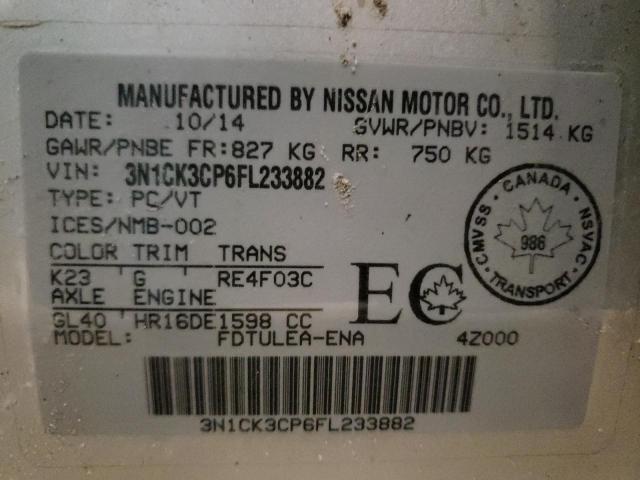 MANUFACTURED BY NISSAN MOTOR CO., LTD.
DATE: 10/14 GVWR/PNBV: 1514 KG
GAWR/PNBE FR:827 KG RR: 750 KG
VIN: 3N1CK3CP6FL233882
TYPE: PC/VT
ICES/NMB-002
COLOR TRIM TRANS
K23 G RE4F03C
AXLE ENGINE
GL40 HR16DE1598 CC
MODEL: FDTULEA-ENA 4Z000
EC
CANADA
CMVSS NSVAC
986
TRANSPORT
3N1CK3CP6FL233882